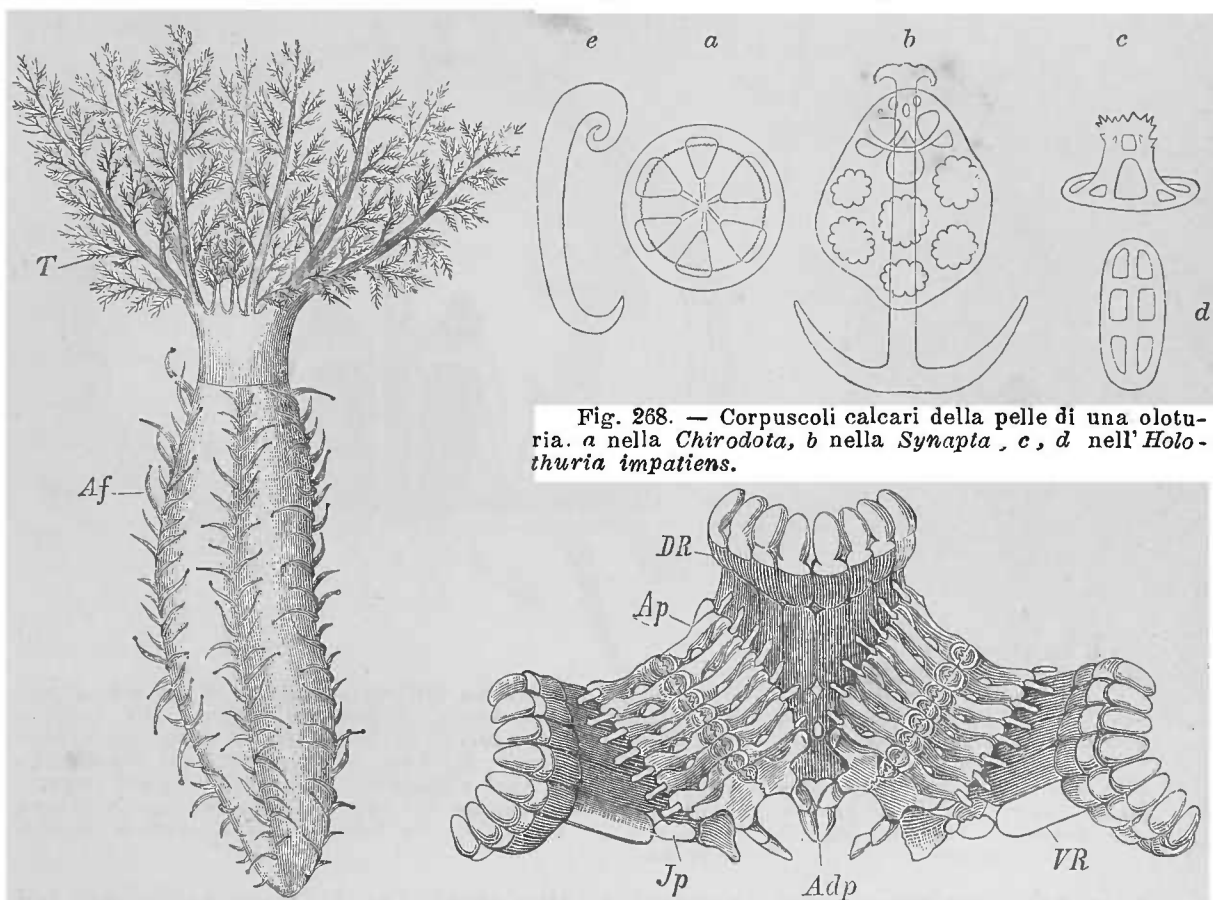 e a b c
T
d
Fig. 268. — Corpuscoli calcari della pelle di una olotu-
ria. a nella Chirodota, b nella Synapta, c, d nell' Holo-
thuria impatiens.
Af
DR
Ap
Jp
Adp
VR